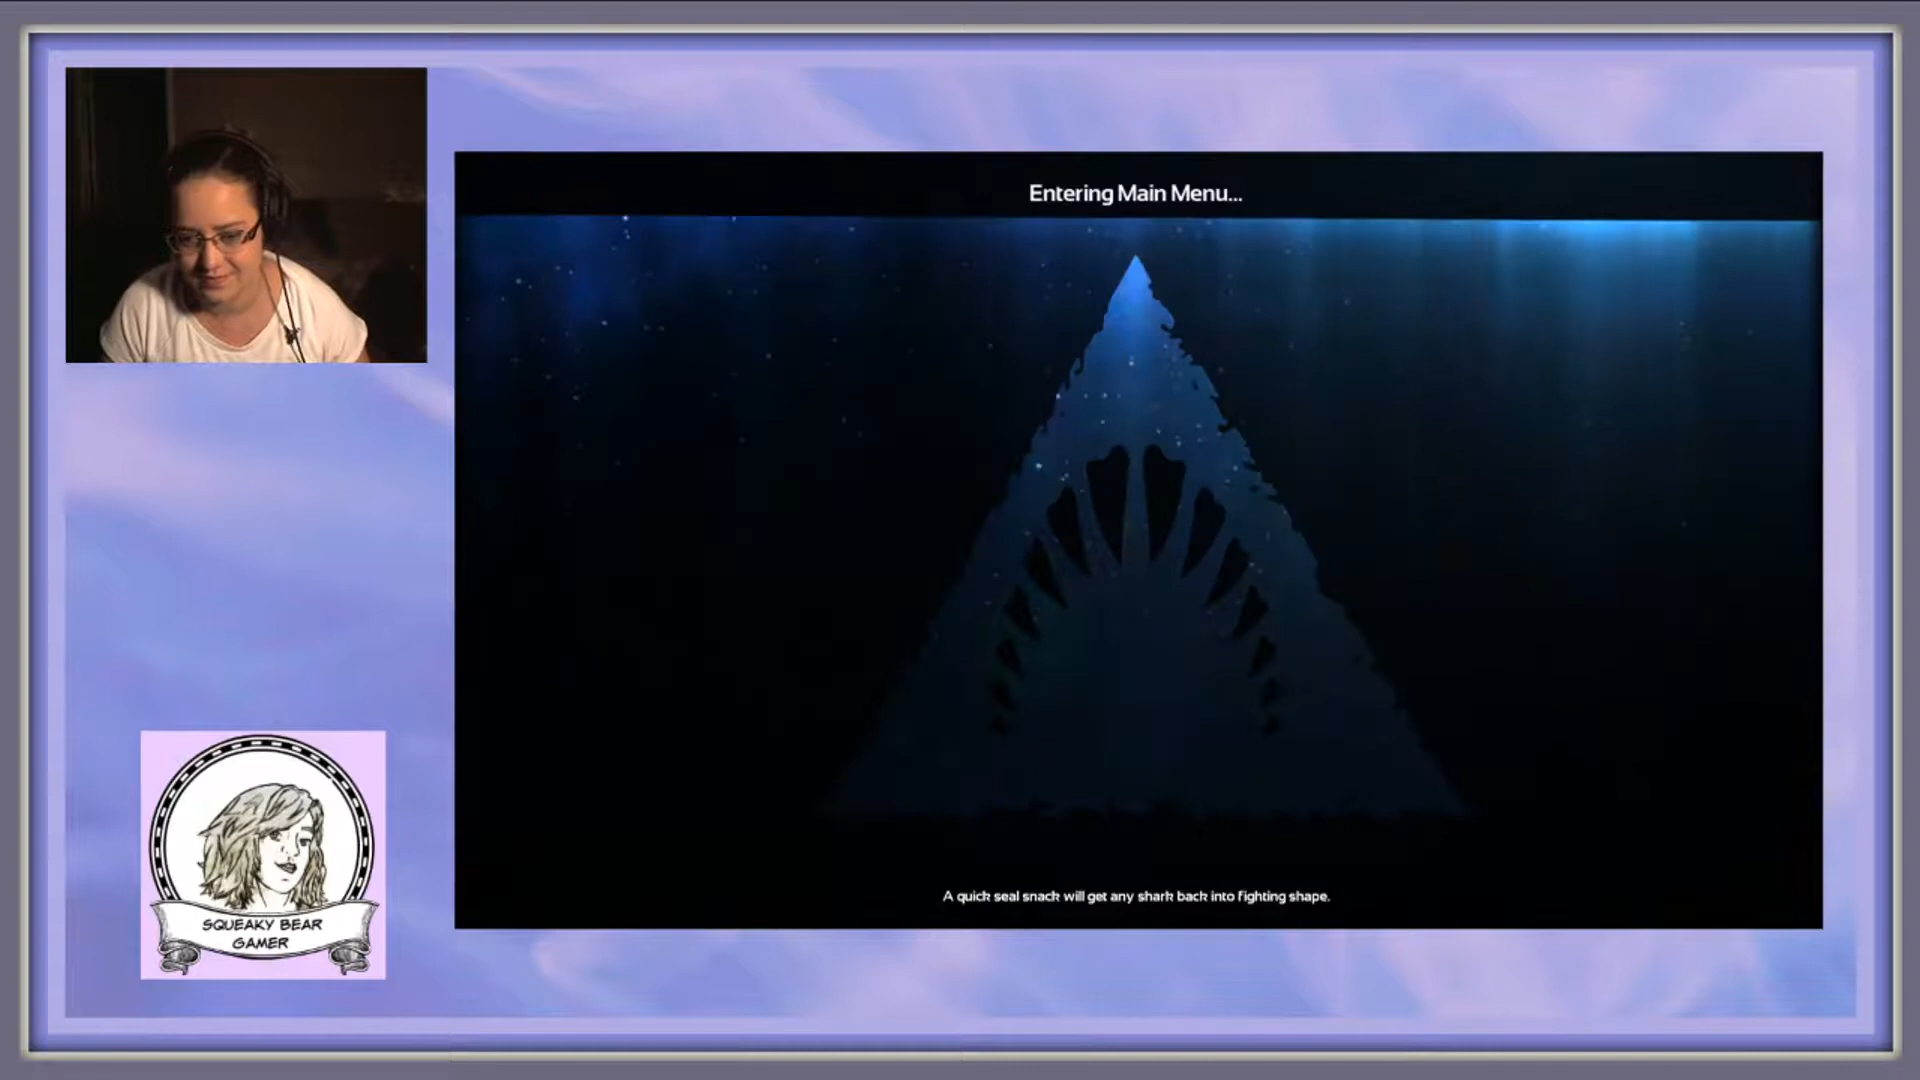 Entering Main Menu...
SQUEAKY BEAR
GAMER
A quick seal snack will get any shark back into fighting shape.